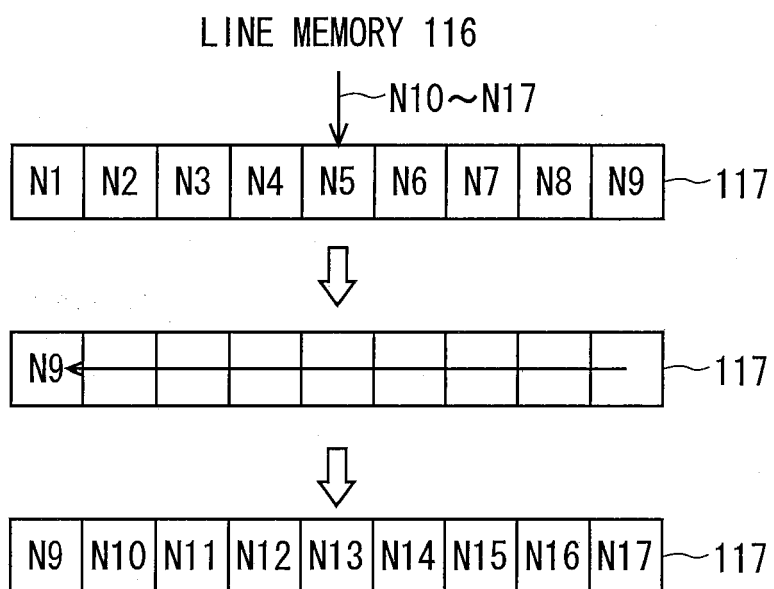 LINE MEMORY 116
N10～N17
N1 N2 N3 N4 N5 N6 N7 N8 N9 117
N9 117
N9 N10 N11 N12 N13 N14 N15 N16 N17 117